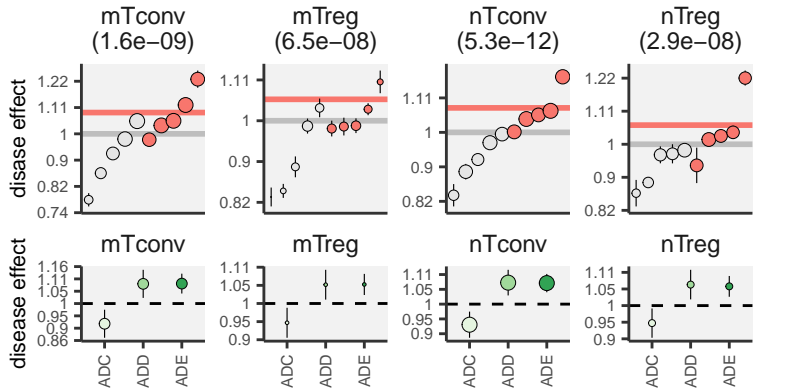 mTconv
(1.6e−09)
mTreg
(6.5e−08)
nTconv
(5.3e−12)
nTreg
(2.9e−08)
disase effect
1.22
1.11
1
0.9
0.82
0.74
1.11
1
0.9
0.82
1.11
1
0.9
0.82
1.22
1.11
1
0.9
0.82
mTconv
mTreg
nTconv
nTreg
disease effect
1.16
1.11
1.05
1
0.95
0.9
0.86
1.11
1.05
1
0.95
0.9
1.11
1.05
1
0.95
0.9
1.11
1.05
1
0.95
0.9
ADC
ADD
ADE
ADC
ADD
ADE
ADC
ADD
ADE
ADC
ADD
ADE